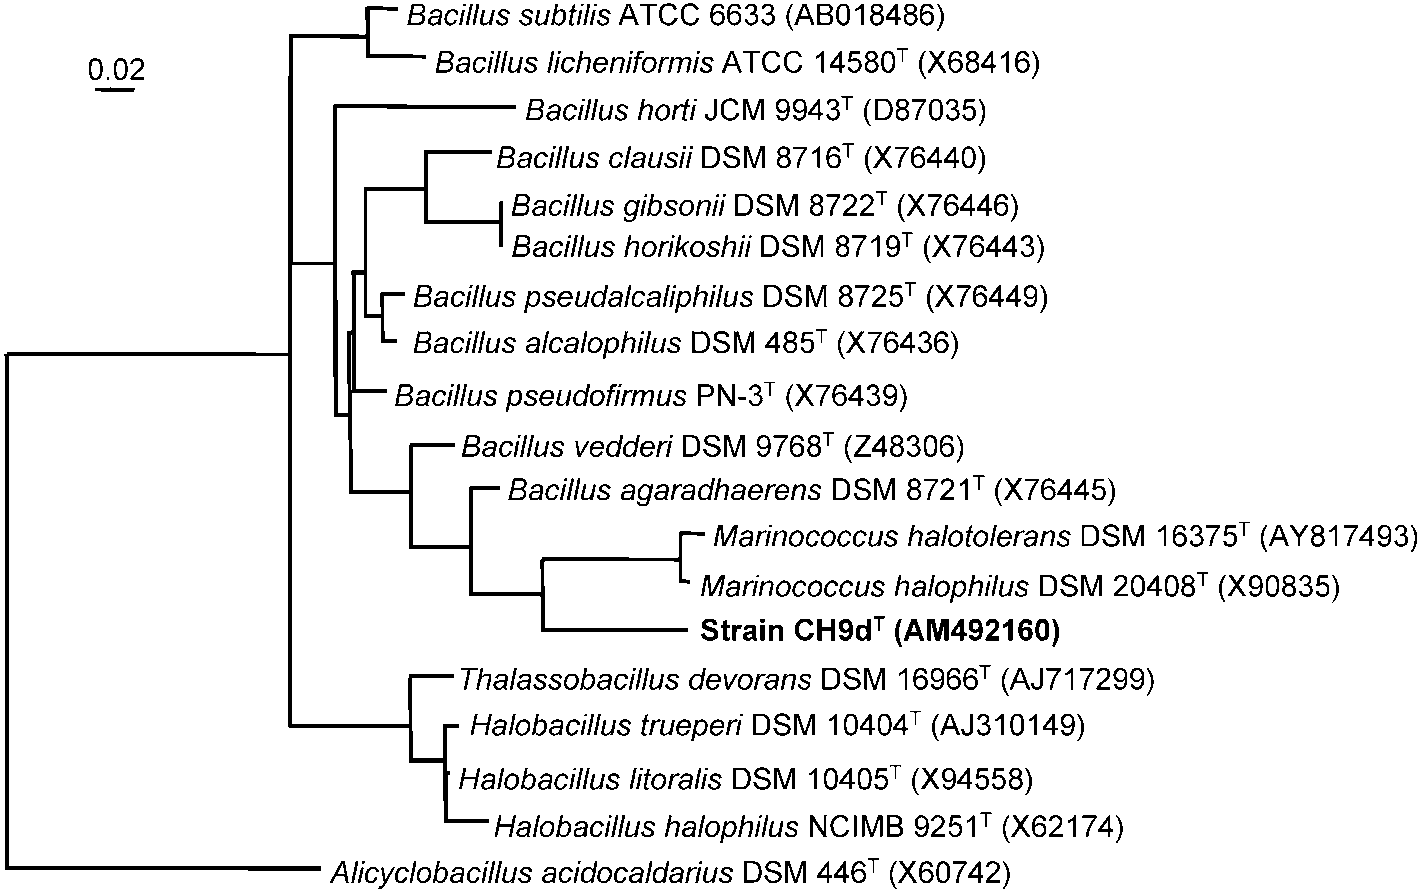 Bacillus subtilis ATCC 6633 (AB018486)
0.02
Bacillus licheniformis ATCC 14580T (X68416)
Bacillus horti JCM 9943T (D87035)
Bacillus clausii DSM 8716T (X76440)
Bacillus gibsonii DSM 8722T (X76446)
Bacillus horikoshii DSM 8719T (X76443)
Bacillus pseudalcaliphilus DSM 8725T (X76449)
Bacillus alcalophilus DSM 485T (X76436)
Bacillus pseudofirmus PN-3T (X76439)
Bacillus vedderi DSM 9768T (Z48306)
Bacillus agaradhaerens DSM 8721T (X76445)
Marinococcus halotolerans DSM 16375T (AY817493)
Marinococcus halophilus DSM 20408T (X90835)
Strain CH9dT (AM492160)
Thalassobacillus devorans DSM 16966T (AJ717299)
Halobacillus trueperi DSM 10404T (AJ310149)
Halobacillus litoralis DSM 10405T (X94558)
Halobacillus halophilus NCIMB 9251T (X62174)
Alicyclobacillus acidocaldarius DSM 446T (X60742)